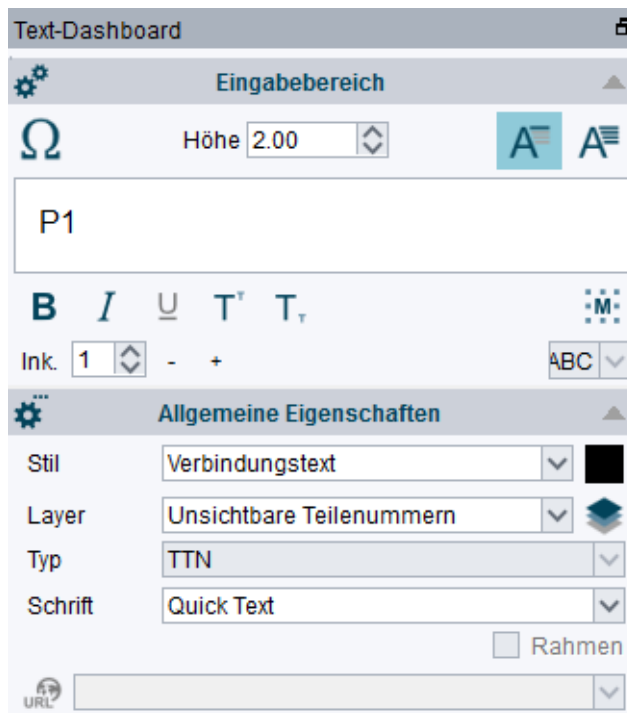 Text-Dashboard
Eingabebereich
Ω Höhe 2.00 A A
P1
B I U T T T T M
Ink. 1 - + ABC
Allgemeine Eigenschaften
Stil Verbindungstext
Layer Unsichtbare Teilenummern
Typ TTN
Schrift Quick Text
Rahmen
URL